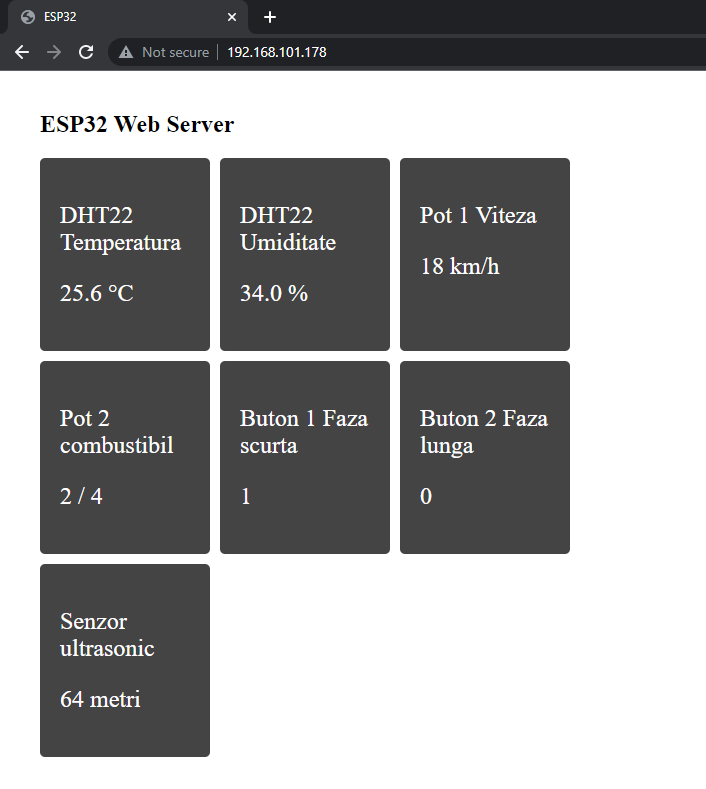 ESP32
Not secure
192.168.101.178
ESP32 Web Server
DHT22
Temperatura
25.6 °C
DHT22
Umiditate
34.0 %
Pot 1 Viteza
18 km/h
Pot 2
combustibil
2 / 4
Buton 1 Faza
scurta
1
Buton 2 Faza
lunga
0
Senzor
ultrasonic
64 metri